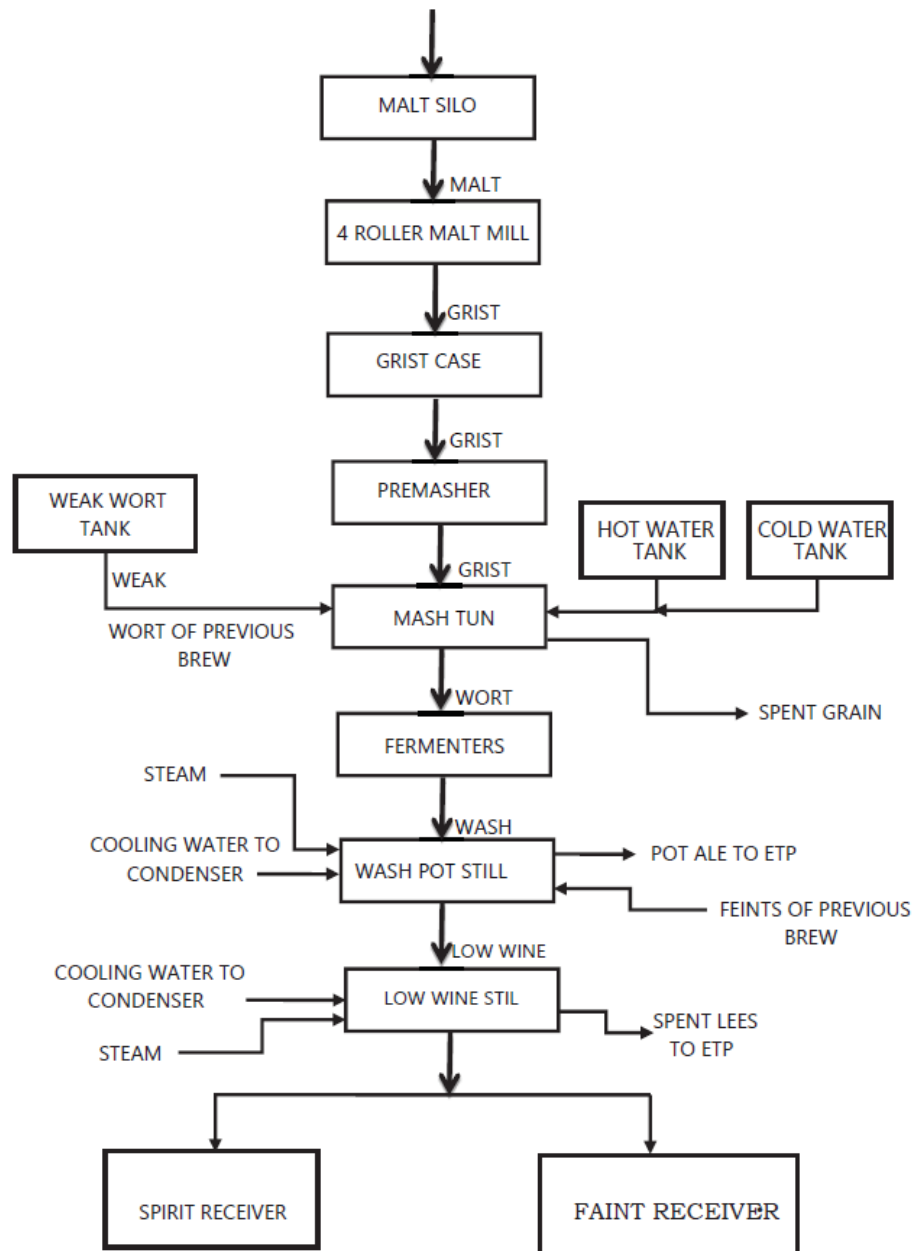 MALT SILO
MALT
4 ROLLER MALT MILL
GRIST
GRIST CASE
GRIST
PREMASHER
WEAK WORT
TANK
HOT WATER
TANK
COLD WATER
TANK
WEAK
WORT OF PREVIOUS
BREW
GRIST
MASH TUN
WORT
SPENT GRAIN
FERMENTERS
STEAM
WASH
COOLING WATER TO
CONDENSER
WASH POT STILL
POT ALE TO ETP
FEINTS OF PREVIOUS
BREW
LOW WINE
COOLING WATER TO
CONDENSER
LOW WINE STIL
STEAM
SPENT LEES
TO ETP
SPIRIT RECEIVER
FAINT RECEIVER